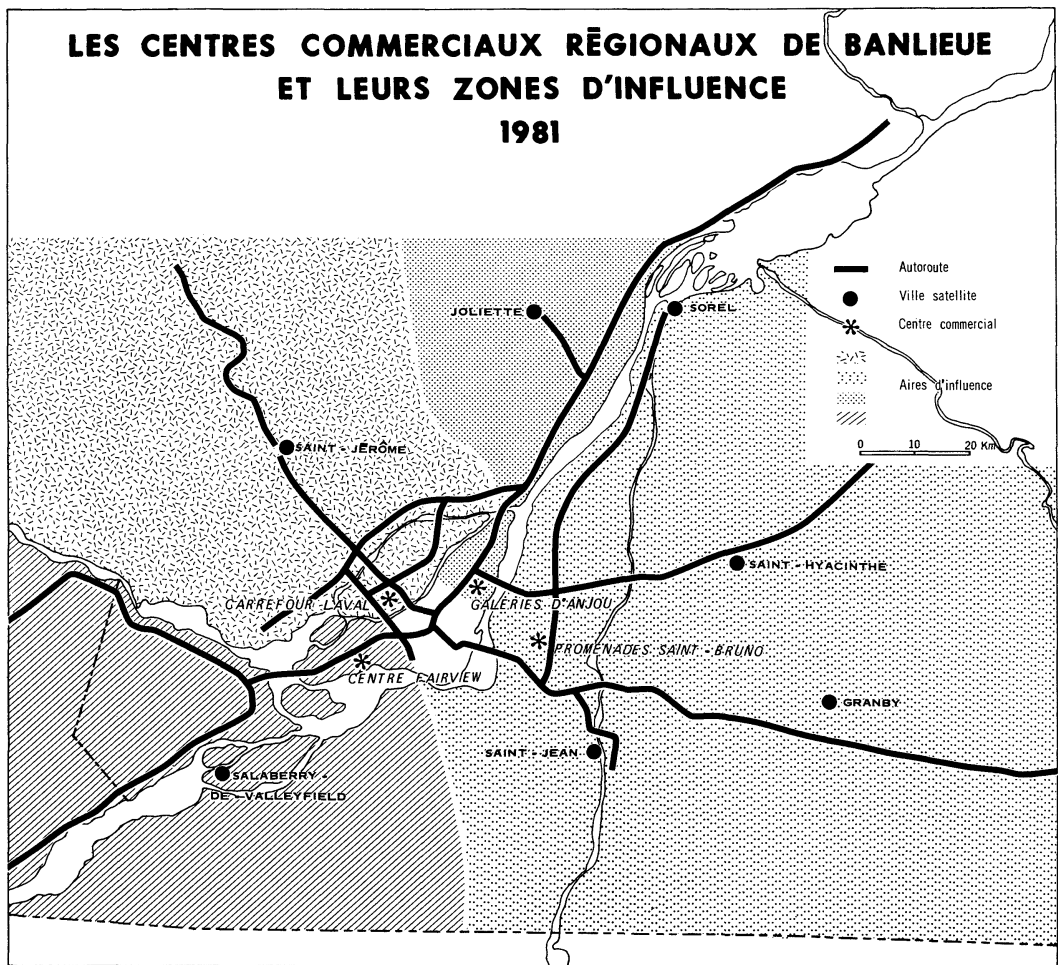 LES CENTRES COMMERCIAUX RĒGIONAUX DE BANLIEUE
ET LEURS ZONES D'INFLUENCE
1981
Autoroute
Ville satellite
Centre commercial
Aires d'influence
0 10 20 Km
JOLIETTE
SOREL
SAINT - JĒRÔME
SAINT - HYACINTHE
CARREFOUR LAVAL
GALERIES D'ANJOU
PROMENADES SAINT - BRUNO
CENTRE FAIRVIEW
GRANBY
SAINT - JEAN
SALABERRY -
DE - VALLEYFIELD